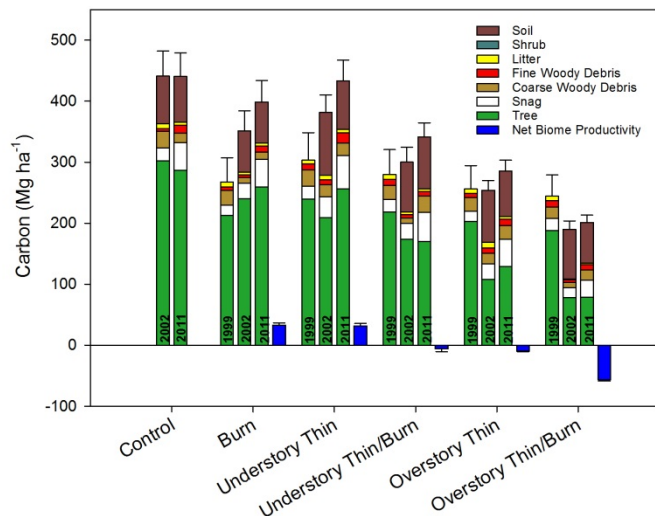 500
400
300
200
100
0
-100
Carbon (Mg ha⁻¹)
Soil
Shrub
Litter
Fine Woody Debris
Coarse Woody Debris
Snag
Tree
Net Biome Productivity
2002
2011
1999
2002
2011
1999
2002
2011
1999
2002
2011
1999
2002
2011
1999
2002
2011
Control
Burn
Understory Thin
Understory Thin/Burn
Overstory Thin
Overstory Thin/Burn